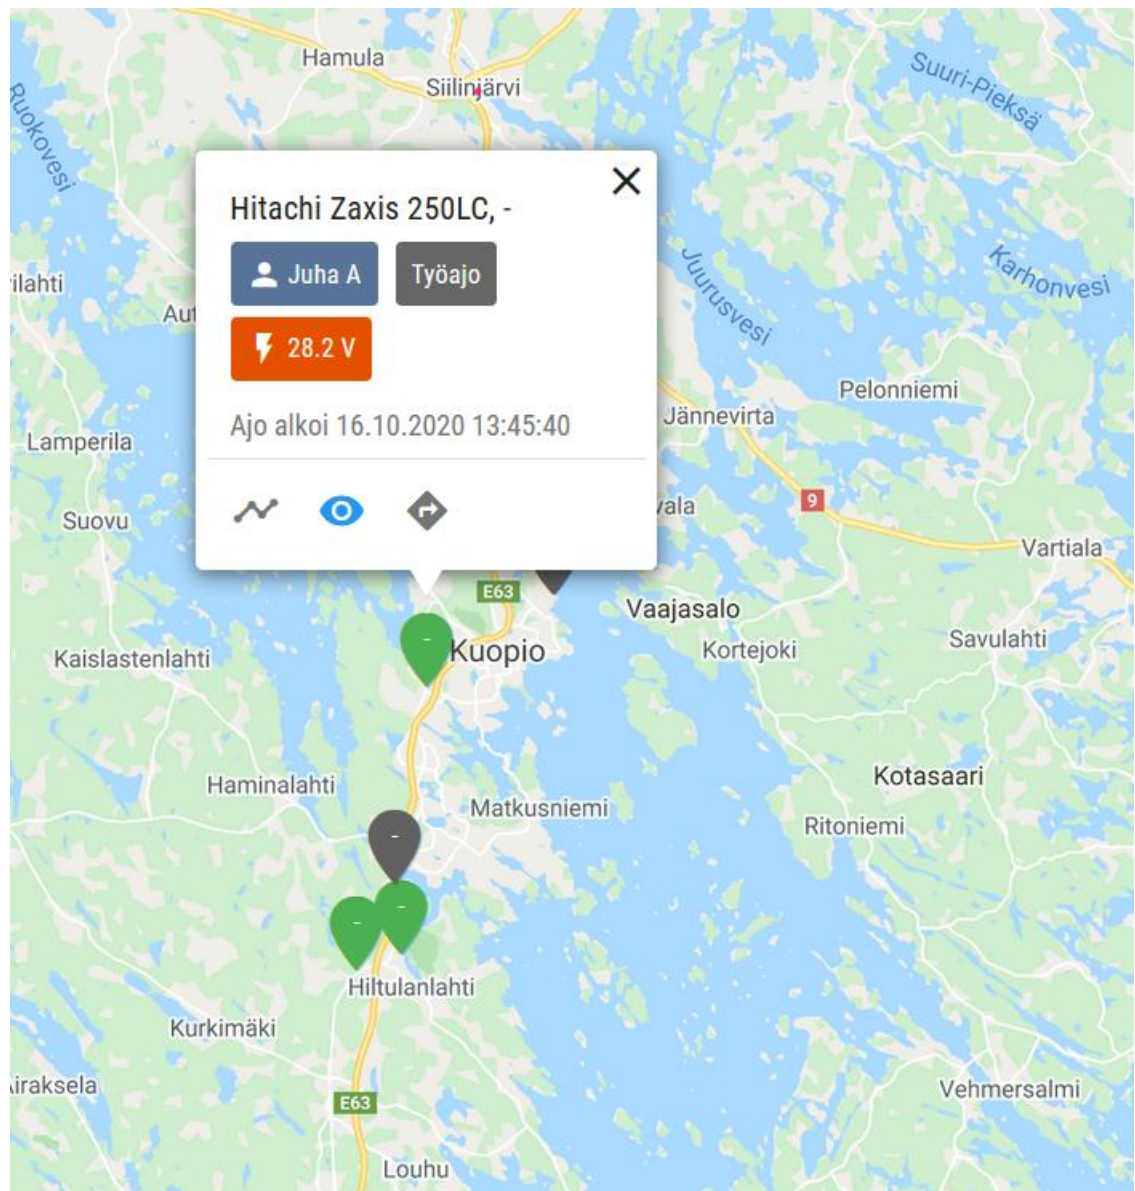 Hamula
Siilinjärvi
Suuri-Pieksä
Ruokovesi
Hitachi Zaxis 250LC, -
Juha A
Työajo
28.2 V
Ajo alkoi 16.10.2020 13:45:40
ilahti
Aut
Juurusvesi
Karhonvesi
Pelonniemi
Jännevirta
Lamperila
Suovu
vala
9
Vartiala
E63
Vaajasalo
Kuopio
Kortejoki
Savulahti
Kaislastenlahti
-
Haminalahti
Matkusniemi
Kotasaari
Ritoniemi
-
-
-
Hiltulanlahti
Kurkimäki
iraksela
E63
Vehmersalmi
Louhu